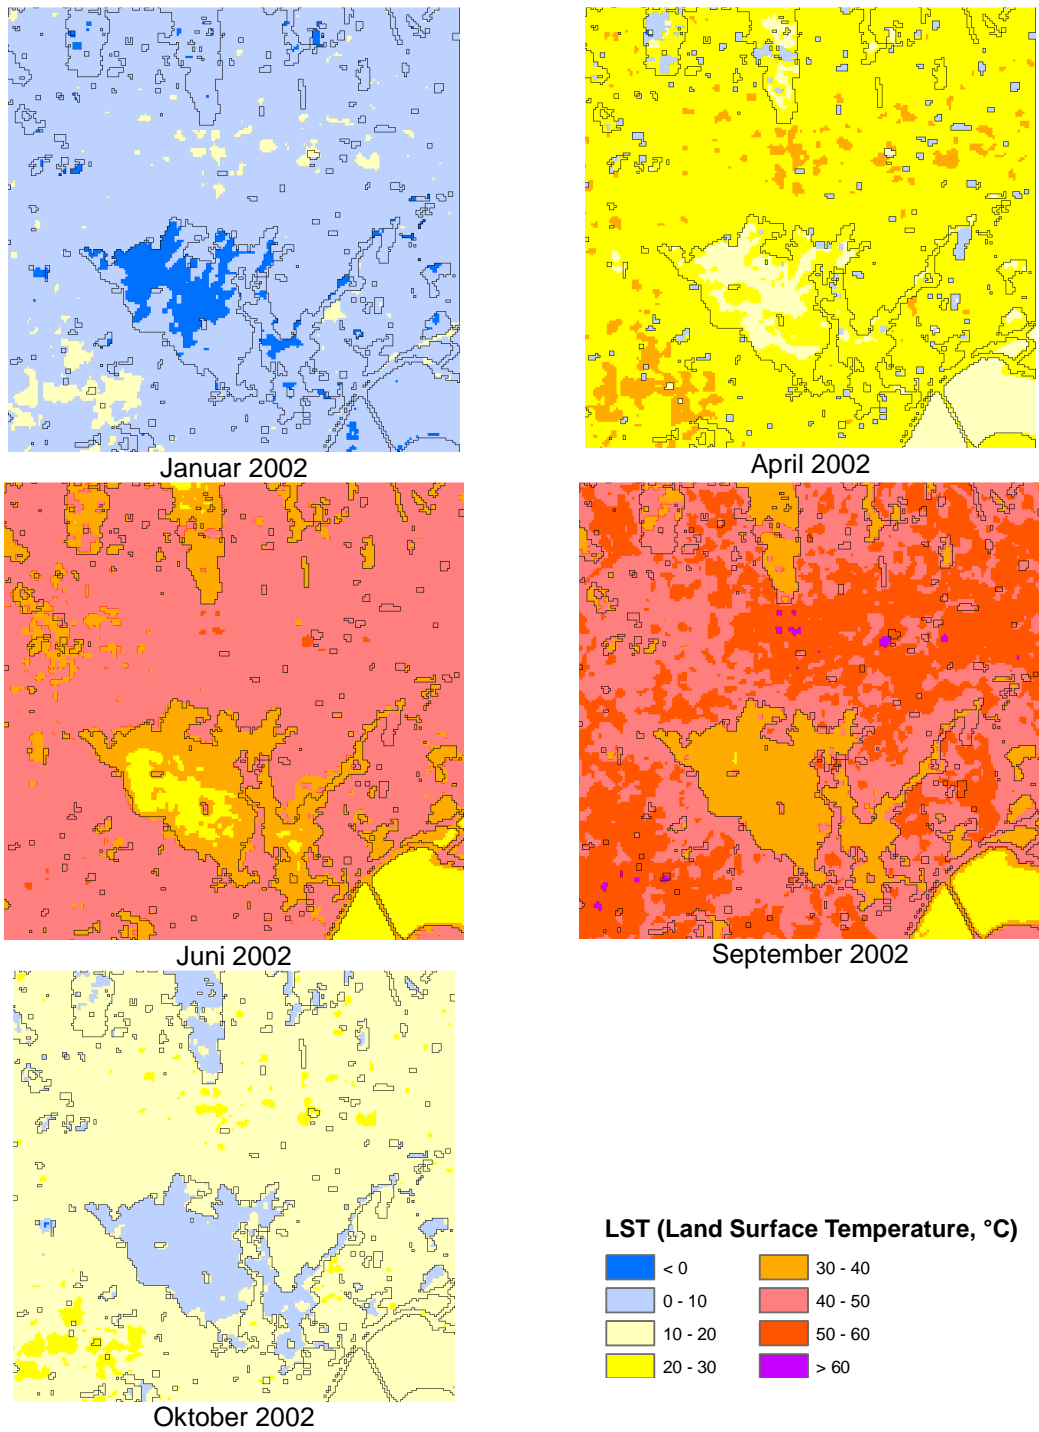 Januar 2002
April 2002
Juni 2002
September 2002
Oktober 2002
LST (Land Surface Temperature, °C)
< 0
30 - 40
0 - 10
40 - 50
10 - 20
50 - 60
20 - 30
> 60